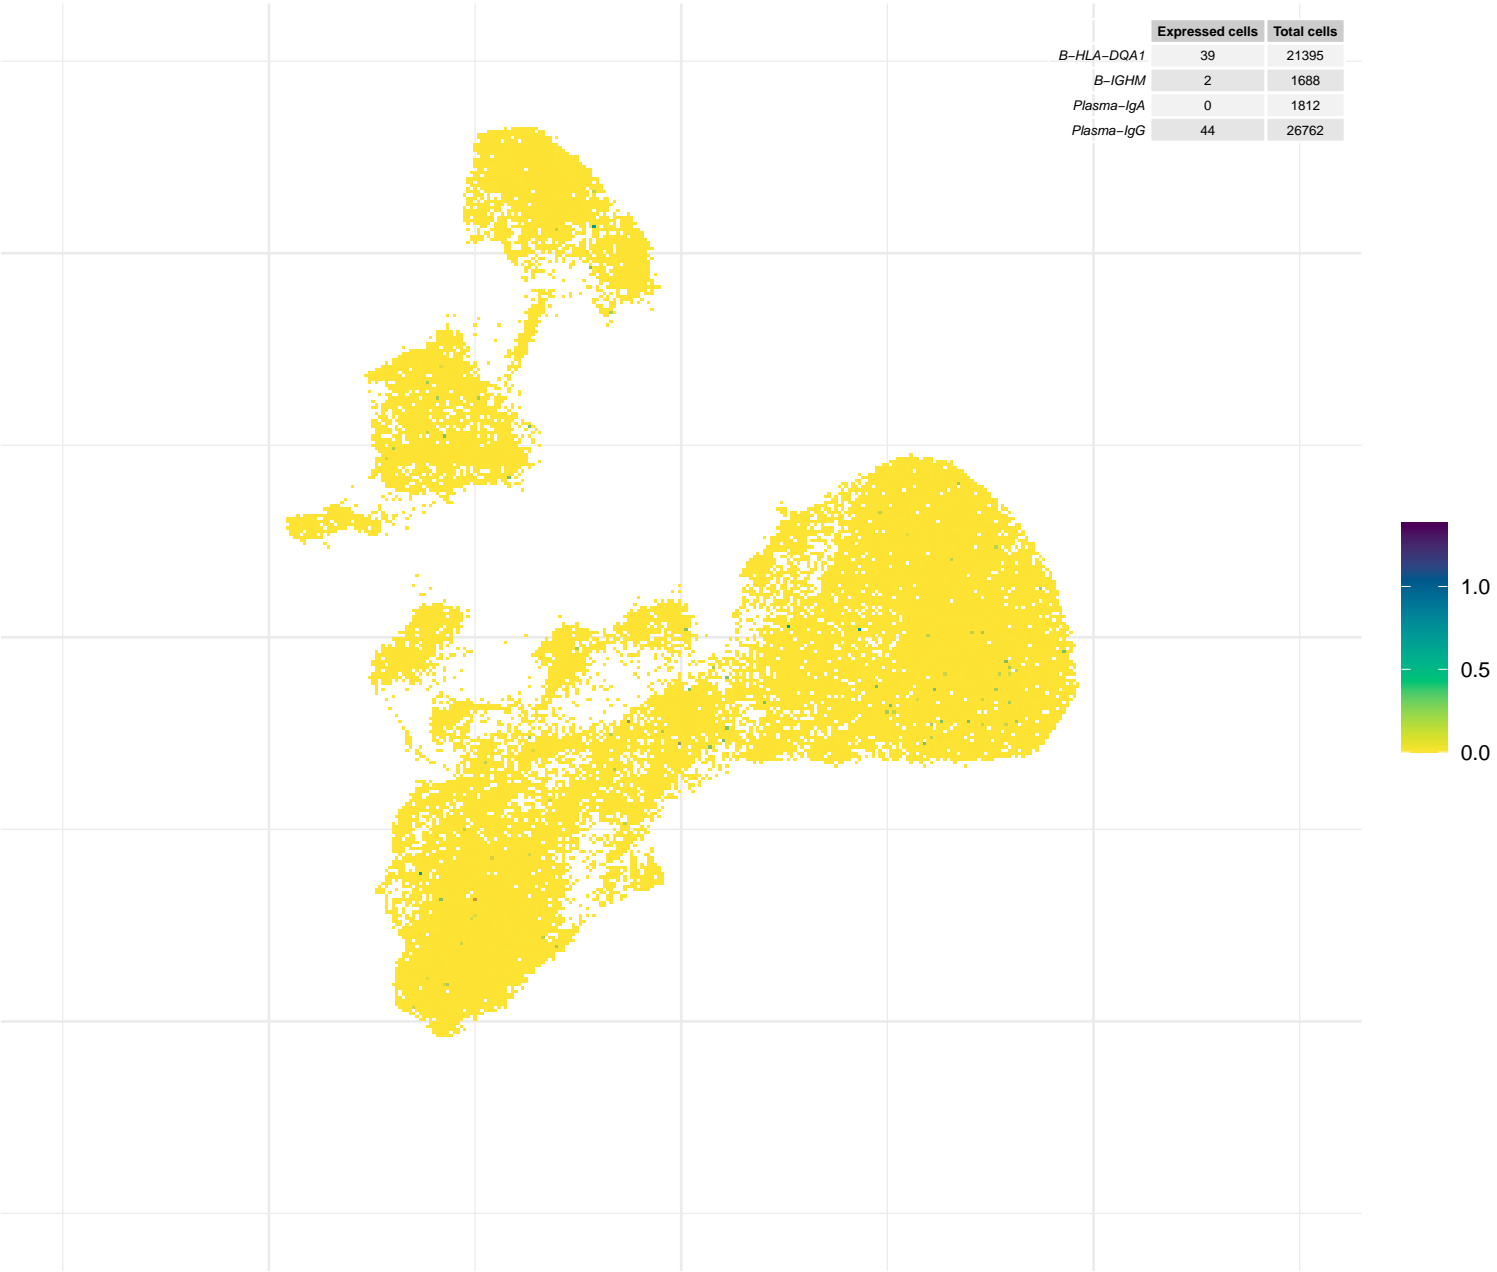 Expressed cells Total cells
B−HLA−DQA1 39 21395
B−IGHM 2 1688
Plasma−IgA 0 1812
Plasma−IgG 44 26762
1.0
0.5
0.0